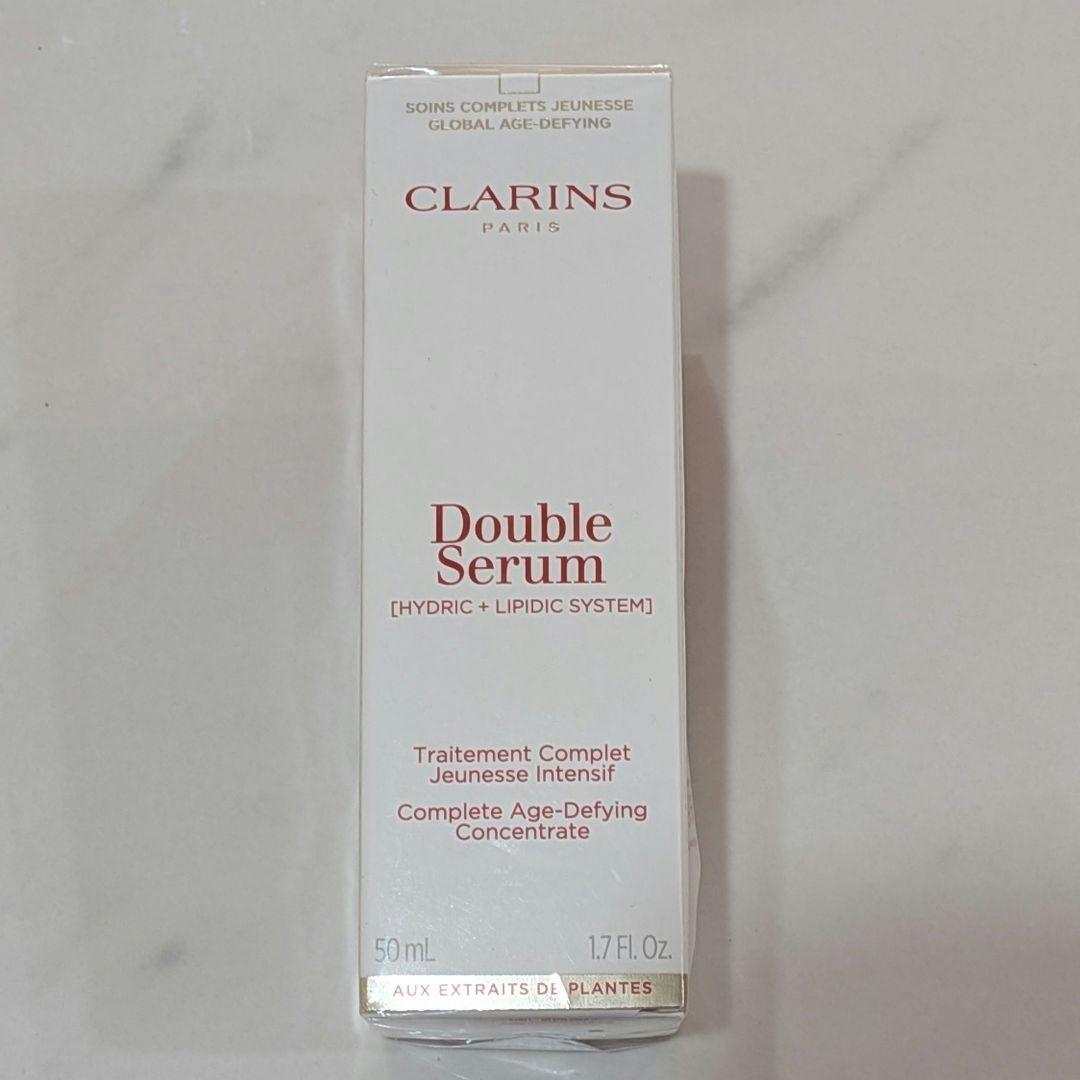 SOINS COMPLETS JEUNESSE
GLOBAL AGE-DEFYING
CLARINS
PARIS
Double
Serum
[HYDRIC + LIPIDIC SYSTEM]
Traitement Complet
Jeunesse Intensif
Complete Age-Defying
Concentrate
50 mL 1.7 Fl. Oz.
AUX EXTRAITS DE PLANTES